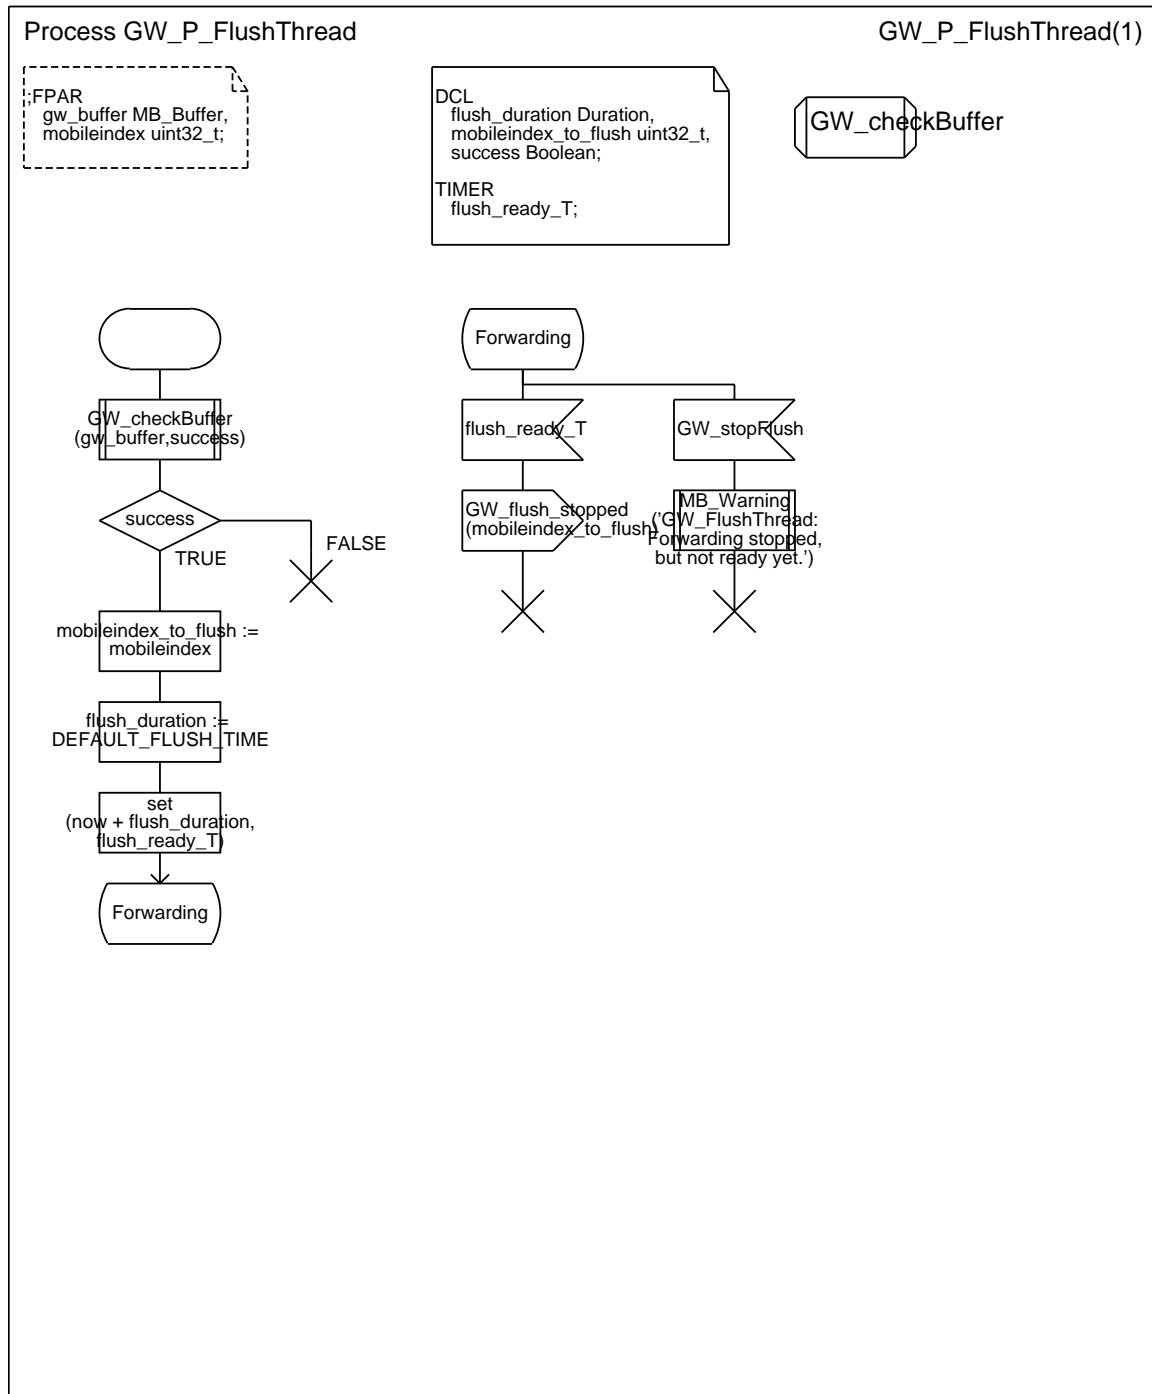 Process GW_P_FlushThread
GW_P_FlushThread(1)
;FPAR
gw_buffer MB_Buffer,
mobileindex uint32_t;
DCL
flush_duration Duration,
mobileindex_to_flush uint32_t,
success Boolean;
TIMER
flush_ready_T;
GW_checkBuffer
GW_checkBuffer
(gw_buffer,success)
success
TRUE
FALSE
mobileindex_to_flush :=
mobileindex
flush_duration :=
DEFAULT_FLUSH_TIME
set
(now + flush_duration,
flush_ready_T)
Forwarding
Forwarding
flush_ready_T
GW_flush_stopped
(mobileindex_to_flush)
GW_stopFlush
MB_Warning
('GW_FlushThread:
Forwarding stopped,
but not ready yet.')